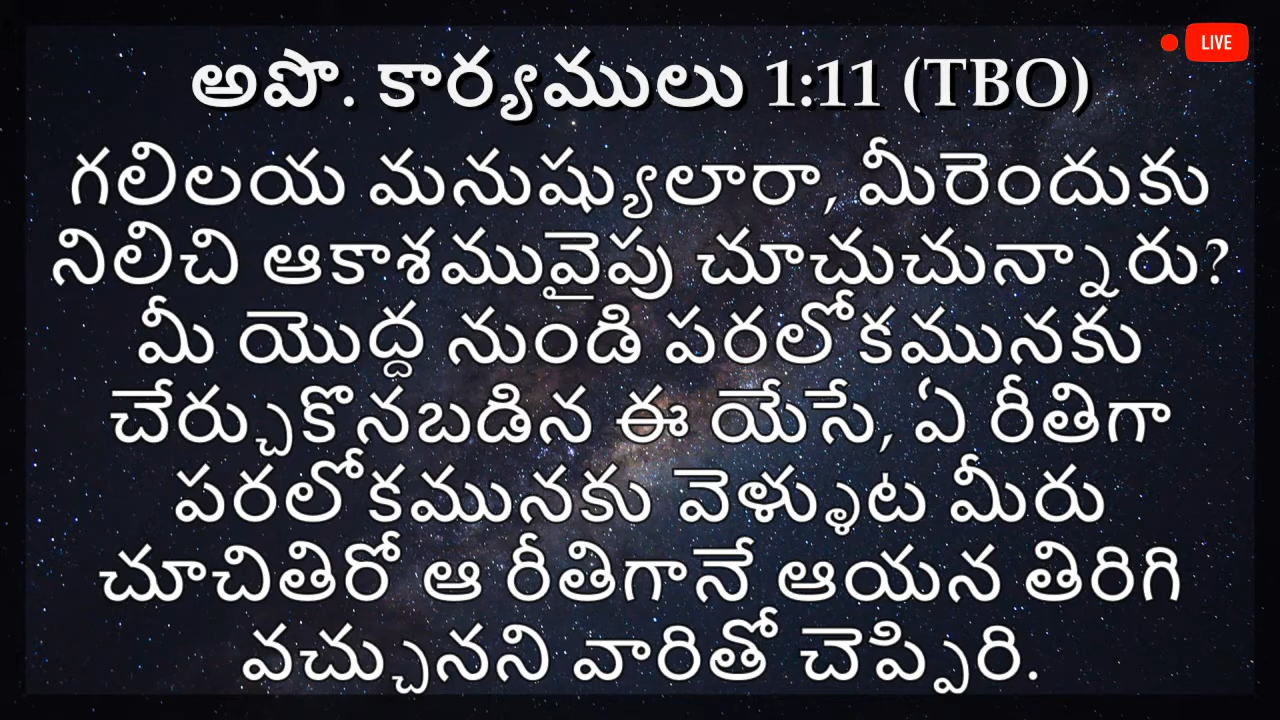 LIVE
అపొ. కార్యములు 1:11 (TBO)
గలిలయ మనుష్యులారా, మీరెందుకు
నిలిచి ఆకాశమువైపు చూచుచున్నారు?
మీ యొద్ద నుండి పరలోకమునకు
చేర్చుకొనబడిన ఈ యేసే, ఏ రీతిగా
పరలోకమునకు వెళ్ళుట మీరు
చూచితిరో ఆ రీతిగానే ఆయన తిరిగి
వచ్చునని వారితో చెప్పిరి.